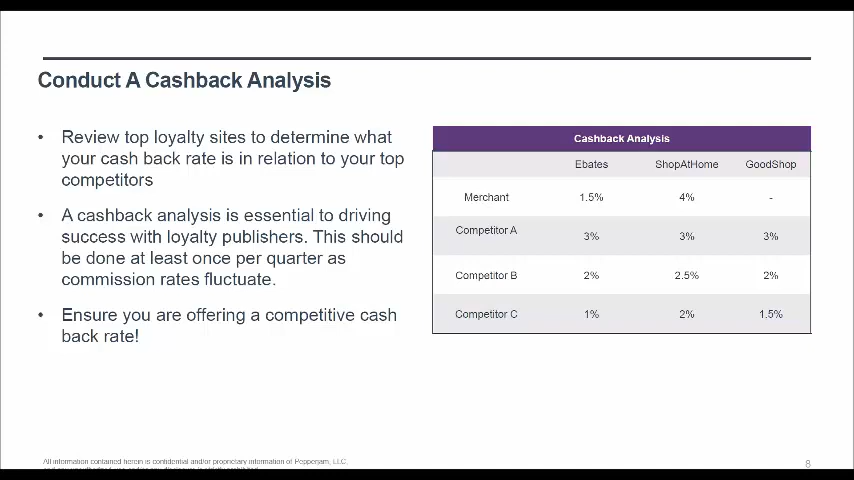 Conduct A Cashback Analysis
• Review top loyalty sites to determine what
your cash back rate is in relation to your top
competitors
• A cashback analysis is essential to driving
success with loyalty publishers. This should
be done at least once per quarter as
commission rates fluctuate.
• Ensure you are offering a competitive cash
back rate!
Cashback Analysis
Ebates ShopAtHome GoodShop
Merchant 1.5% 4% -
Competitor A 3% 3% 3%
Competitor B 2% 2.5% 2%
Competitor C 1% 2% 1.5%
All information contained herein is confidential and/or proprietary information of Pepperjam, LLC
8